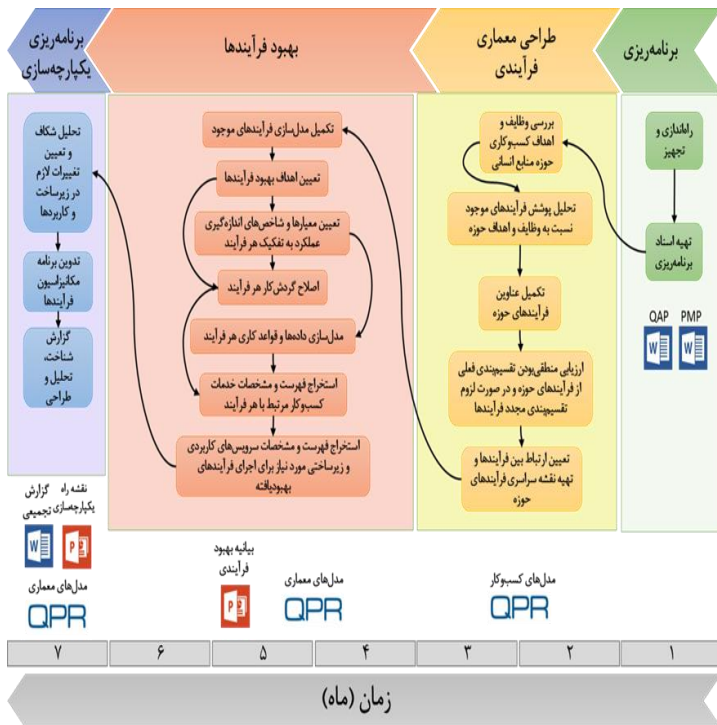 برنامه‌ریزی
طراحی معماری
فرآیندی
بهبود فرآیندها
برنامه‌ریزی
یکپارچه‌سازی
راه‌اندازی و
تجهیز
تهیه اسناد
برنامه‌ریزی
PMP
QAP
بررسی وظایف و
اهداف کسب‌وکاری
حوزه منابع انسانی
تحلیل پوشش فرآیندهای موجود
نسبت به وظایف و اهداف حوزه
تکمیل عناوین
فرآیندهای حوزه
ارزیابی منطقی‌بودن تقسیم‌بندی فعلی
از فرآیندهای حوزه و در صورت لزوم
تقسیم‌بندی مجدد فرآیندها
تعیین ارتباط بین فرآیندها و
تهیه نقشه سراسری فرآیندهای
حوزه
تکمیل مدل‌سازی فرآیندهای موجود
تعیین اهداف بهبود فرآیندها
تعیین معیارها و شاخص‌های اندازه‌گیری
عملکرد به تفکیک هر فرآیند
اصلاح گردش‌کار هر فرآیند
مدل‌سازی داده‌ها و قواعد کاری هر فرآیند
استخراج فهرست و مشخصات خدمات
کسب‌وکار مرتبط با هر فرآیند
استخراج فهرست و مشخصات سرویس‌های کاربردی
و زیرساختی مورد نیاز برای اجرای فرآیندهای
بهبودیافته
تحلیل شکاف
و تعیین
تغییرات لازم
در زیرساخت
و کاربردها
تدوین برنامه
مکانیزاسیون
فرآیندها
گزارش
شناخت،
تحلیل و
طراحی
مدل‌های کسب‌وکار
QPR
مدل‌های معماری
QPR
بیانیه بهبود
فرآیندی
نقشه راه
یکپارچه‌سازی
گزارش
تجمیعی
مدل‌های معماری
QPR
۱
۲
۳
۴
۵
۶
۷
زمان (ماه)